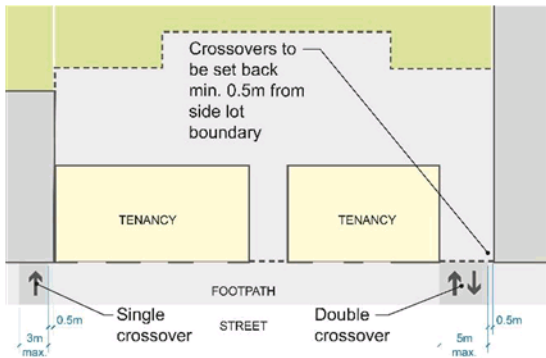 Crossovers to
be set back
min. 0.5m from
side lot
boundary
TENANCY
TENANCY
FOOTPATH
Single
crossover
STREET
Double
crossover
0.5m
0.5m
3m
max.
5m
max.